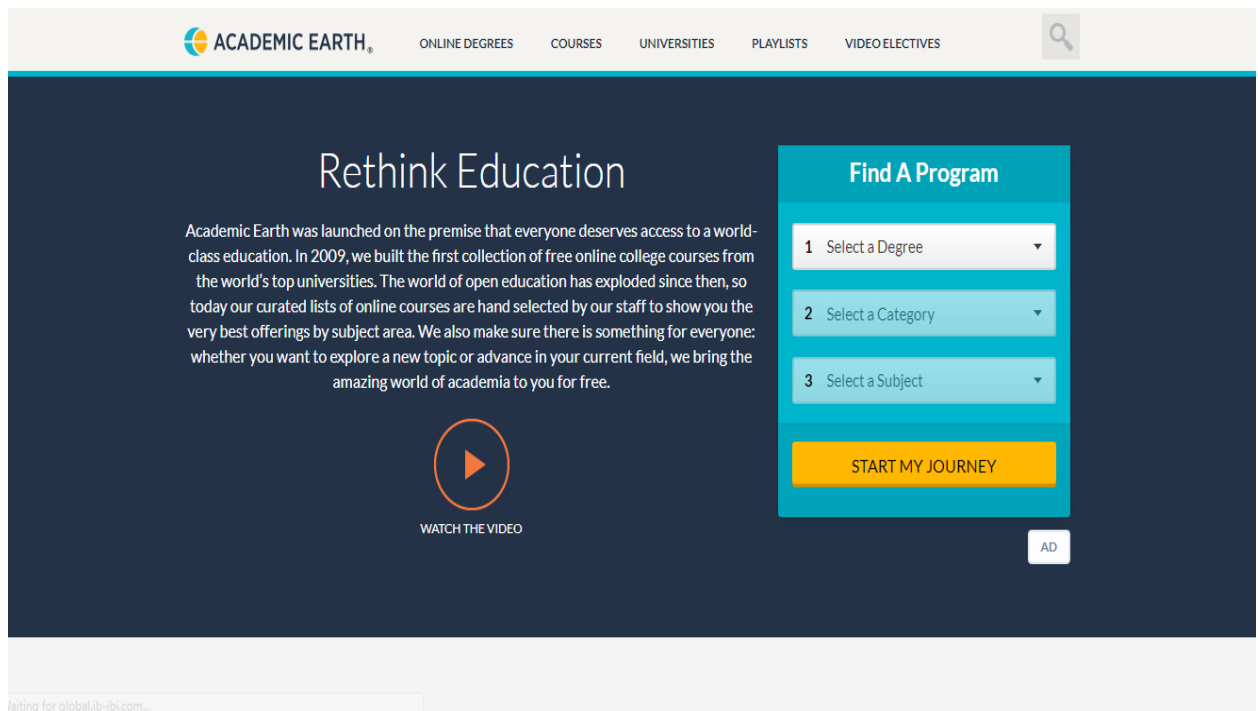 ACADEMIC EARTH®
ONLINE DEGREES
COURSES
UNIVERSITIES
PLAYLISTS
VIDEO ELECTIVES
Rethink Education
Academic Earth was launched on the premise that everyone deserves access to a world-
class education. In 2009, we built the first collection of free online college courses from
the world's top universities. The world of open education has exploded since then, so
today our curated lists of online courses are hand selected by our staff to show you the
very best offerings by subject area. We also make sure there is something for everyone:
whether you want to explore a new topic or advance in your current field, we bring the
amazing world of academia to you for free.
WATCH THE VIDEO
Find A Program
1 Select a Degree
2 Select a Category
3 Select a Subject
START MY JOURNEY
AD
Waiting for global.ib-ibi.com...